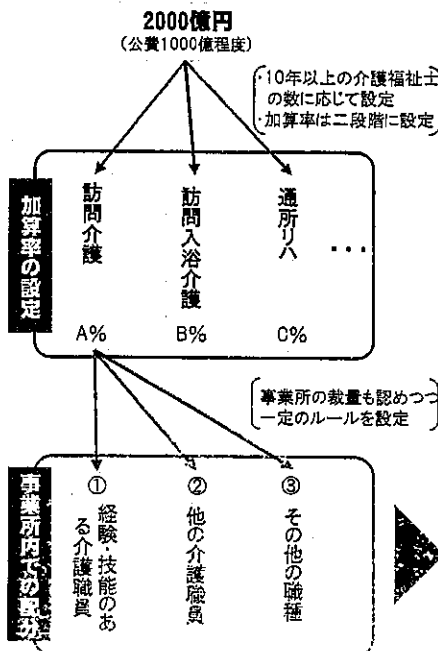 2000億円
(公費1000億程度)
・10年以上の介護福祉士
の数に応じて設定
・加算率は二段階に設定
加算率の設定
訪問介護
訪問入浴介護
通所リハ
・・・
A%
B%
C%
事業所の裁量も認めつつ
一定のルールを設定
事業所内での配分
①
経験・技能のあ
る介護職員
②
他の介護職員
③
その他の職種